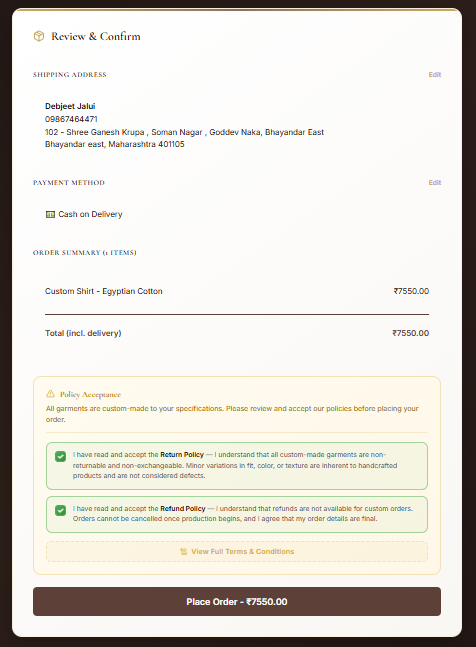 Review & Confirm
SHIPPING ADDRESS
Edit
Debjeet Jalui
09867464471
102 - Shree Ganesh Krupa , Soman Nagar , Goddev Naka, Bhayandar East
Bhayandar east, Maharashtra 401105
PAYMENT METHOD
Edit
Cash on Delivery
ORDER SUMMARY (1 ITEMS)
Custom Shirt - Egyptian Cotton ₹7550.00
Total (incl. delivery) ₹7550.00
Policy Acceptance
All garments are custom-made to your specifications. Please review and accept our policies before placing your
order.
I have read and accept the Return Policy — I understand that all custom-made garments are non-
returnable and non-exchangeable. Minor variations in fit, color, or texture are inherent to handcrafted
products and are not considered defects.
I have read and accept the Refund Policy — I understand that refunds are not available for custom orders.
Orders cannot be cancelled once production begins, and I agree that my order details are final.
View Full Terms & Conditions
Place Order - ₹7550.00